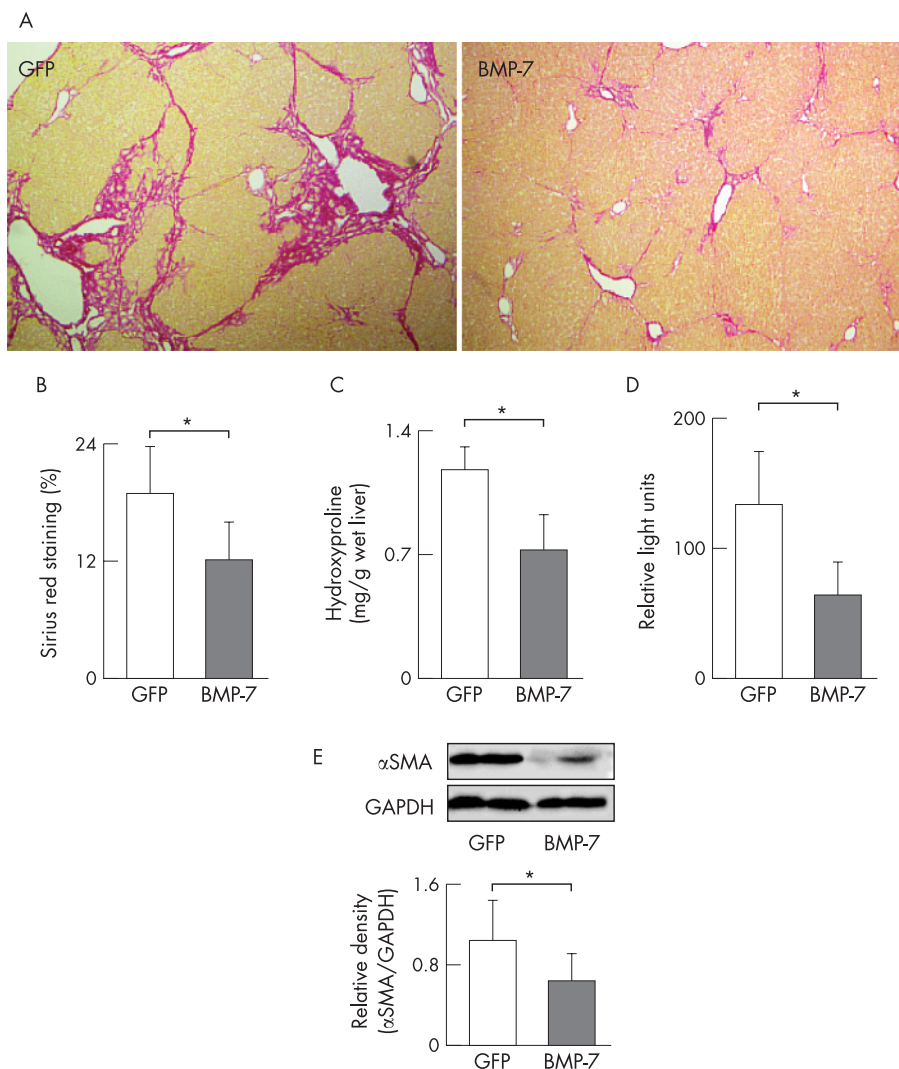 A
GFP
BMP-7
B
*
24
12
0
Sirius red staining (%)
GFP
BMP-7
C
*
1.4
0.7
0
Hydroxyproline
(mg/g wet liver)
GFP
BMP-7
D
*
200
100
0
Relative light units
GFP
BMP-7
E
αSMA
GAPDH
GFP
BMP-7
*
1.6
0.8
0
Relative density
(αSMA/GAPDH)
GFP
BMP-7